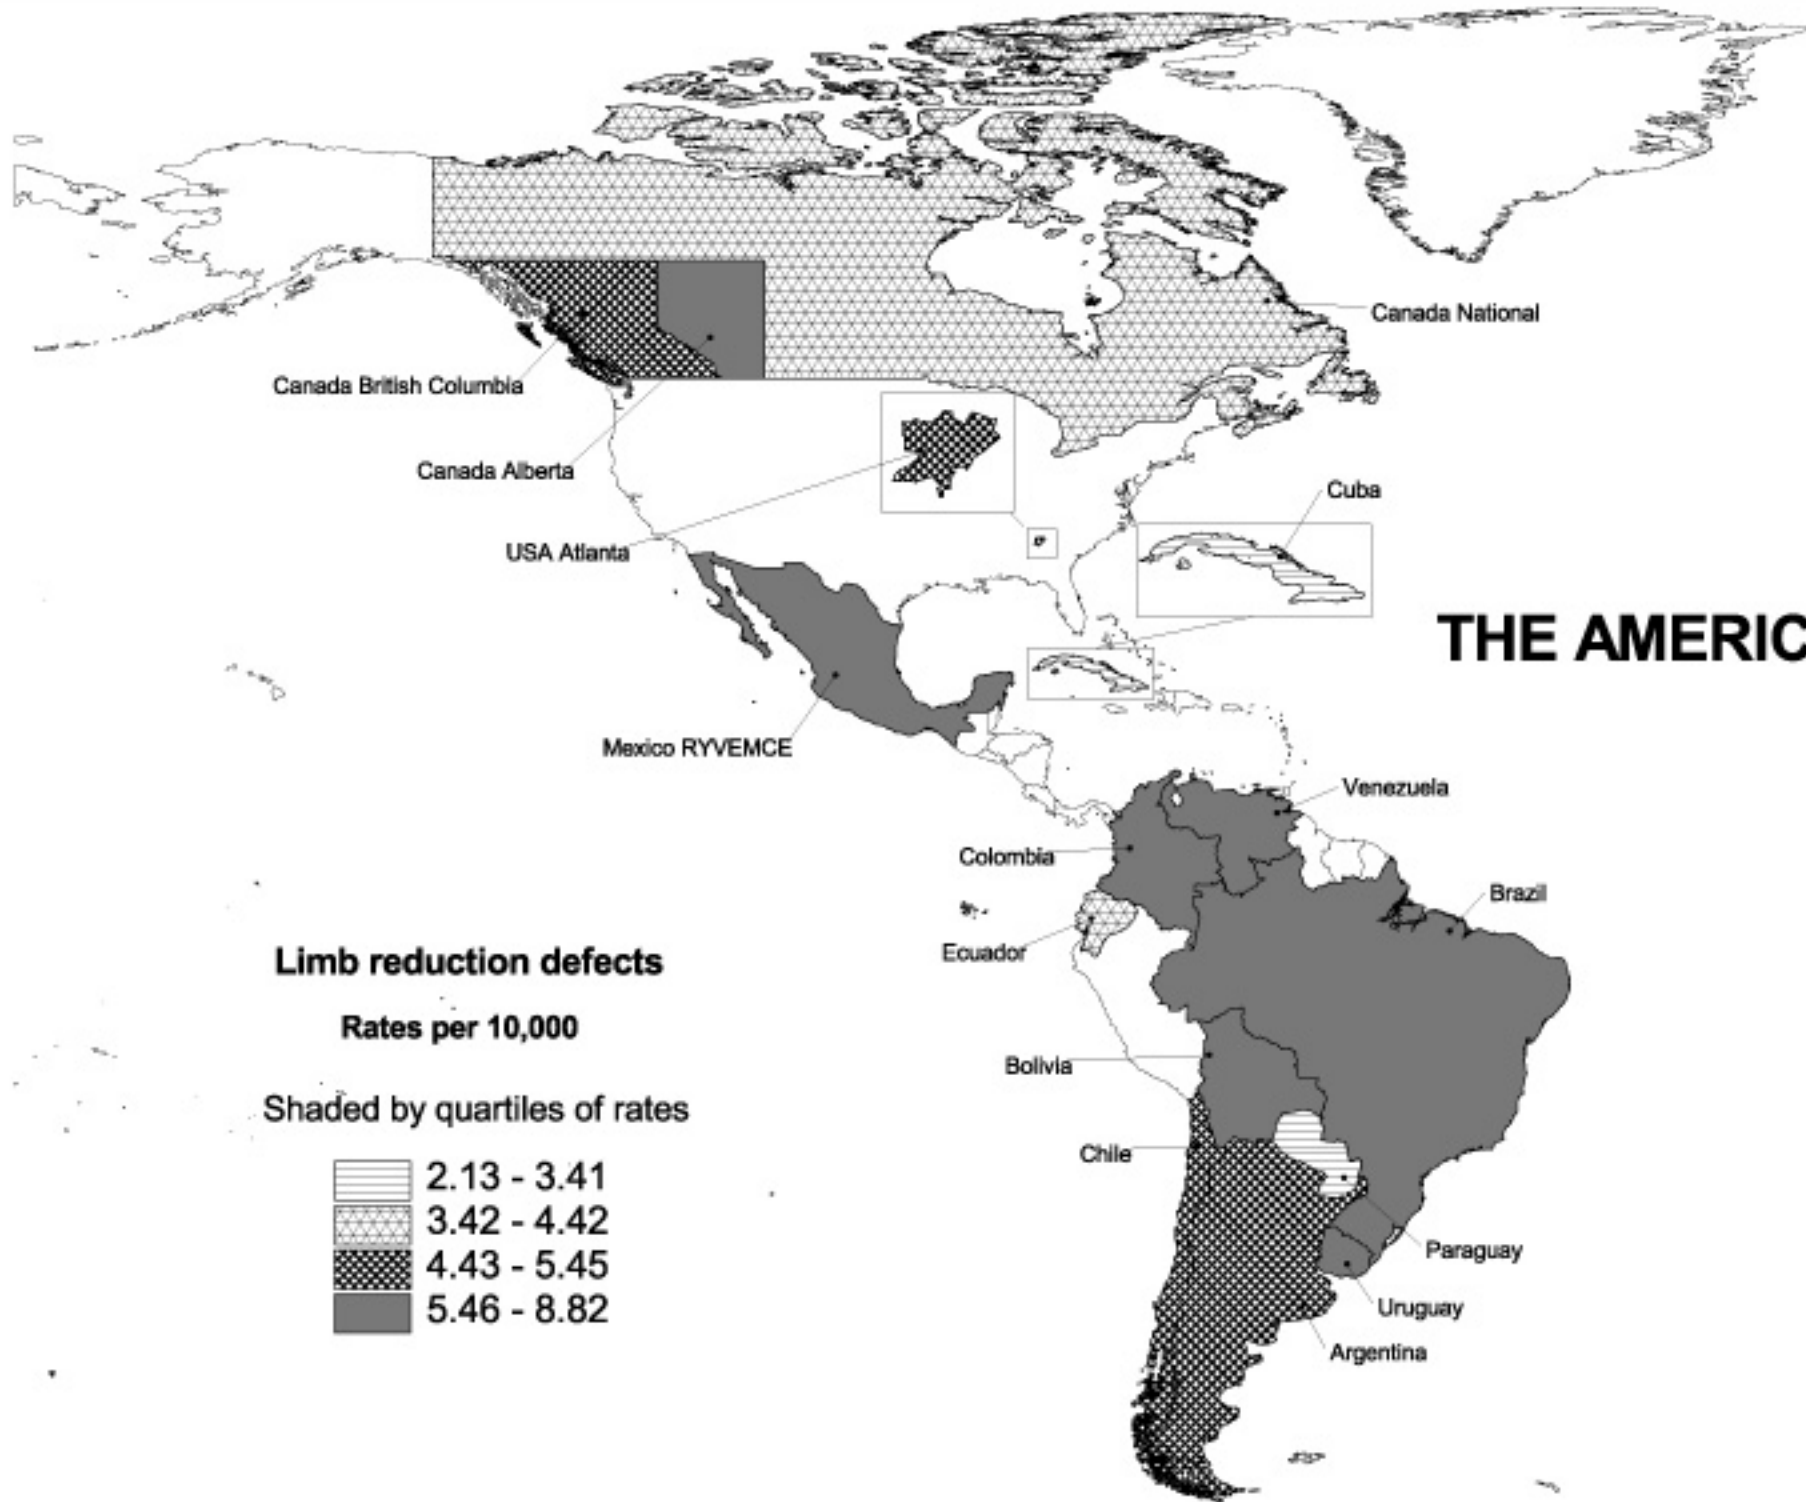 Canada National
Canada British Columbia
Canada Alberta
Cuba
USA Atlanta
THE AMERIC
Mexico RYVEMCE
Venezuela
Colombia
Brazil
Ecuador
Limb reduction defects
Rates per 10,000
Bolivia
Shaded by quartiles of rates
Chile
2.13 - 3.41
3.42 - 4.42
4.43 - 5.45
5.46 - 8.82
Paraguay
Uruguay
Argentina